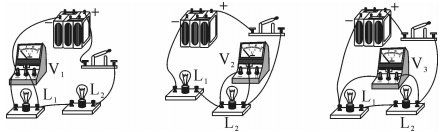 − +
V₁
L₁ L₂
− +
V₂
L₁
L₂
− +
V₃
L₁
L₂